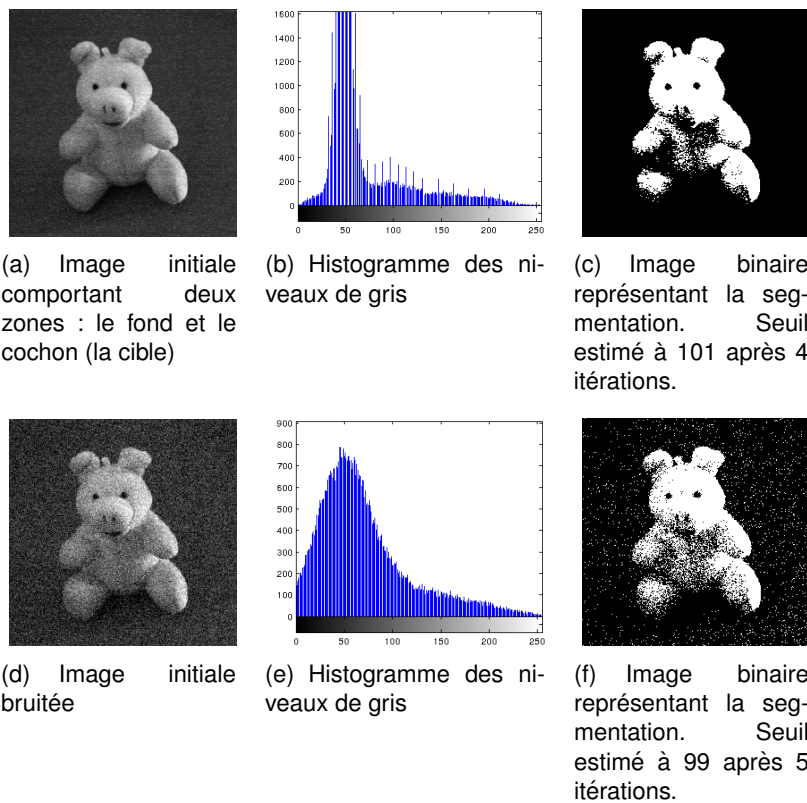 1600
1400
1200
1000
800
600
400
200
0
0 50 100 150 200 250
(a) Image initiale
comportant deux
zones : le fond et le
cochon (la cible)
(b) Histogramme des ni-
veaux de gris
(c) Image binaire
représentant la seg-
mentation. Seuil
estimé à 101 après 4
itérations.
900
800
700
600
500
400
300
200
100
0
0 50 100 150 200 250
(d) Image initiale
bruitée
(e) Histogramme des ni-
veaux de gris
(f) Image binaire
représentant la seg-
mentation. Seuil
estimé à 99 après 5
itérations.